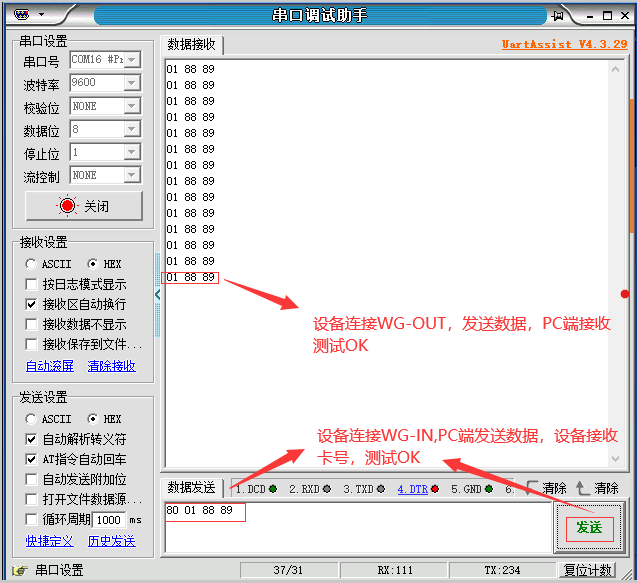 串口调试助手
串口设置
串口号 COM16 #Pr
波特率 9600
校验位 NONE
数据位 8
停止位 1
流控制 NONE
关闭
接收设置
ASCII HEX
按日志模式显示
接收区自动换行
接收数据不显示
接收保存到文件...
自动滚屏 清除接收
发送设置
ASCII HEX
自动解析转义符
AT指令自动回车
自动发送附加位
打开文件数据源...
循环周期 1000 ms
快捷定义 历史发送
数据接收
UartAssist V4.3.29
01 88 89
01 88 89
01 88 89
01 88 89
01 88 89
01 88 89
01 88 89
01 88 89
01 88 89
01 88 89
01 88 89
01 88 89
01 88 89
01 88 89
设备连接WG-OUT，发送数据，PC端接收
测试OK
设备连接WG-IN,PC端发送数据，设备接收
卡号，测试OK
数据发送 1.DCD 2.RXD 3.TXD 4.DTR 5.GND 6. 清除 清除
80 01 88 89
发送
串口设置 37/31 RX:111 TX:234 复位计数